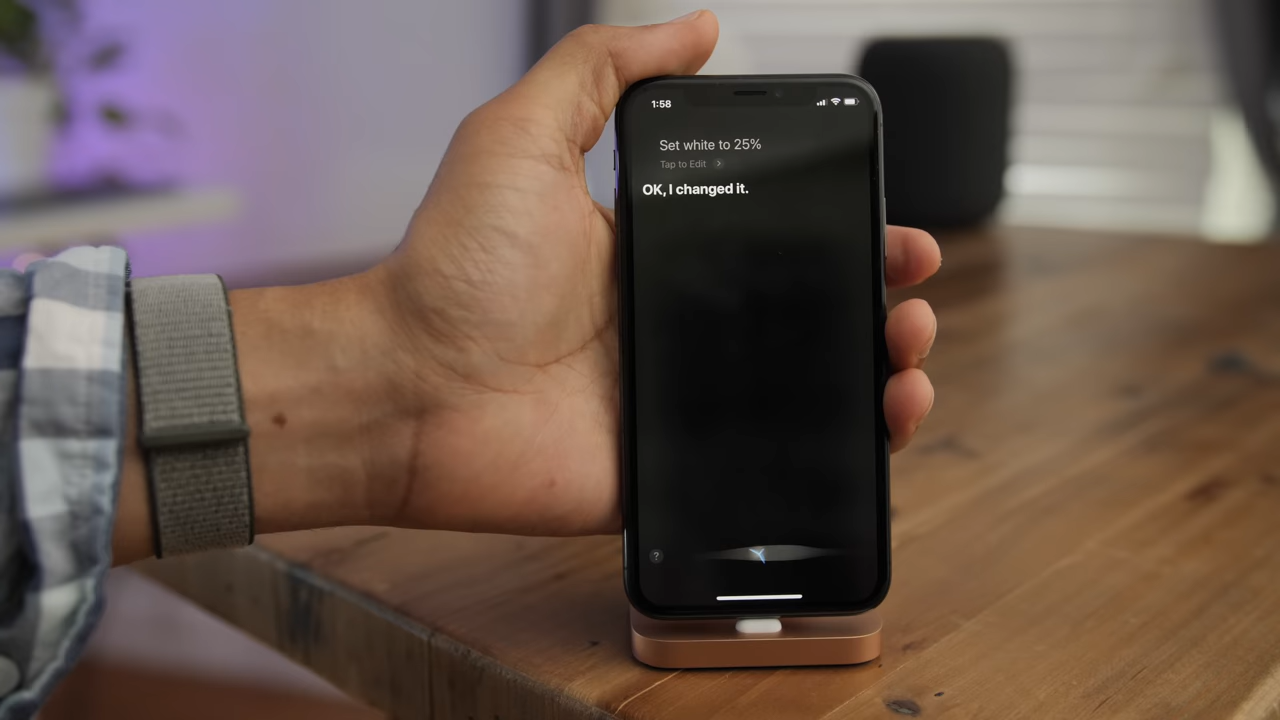 1:58
Set white to 25%
Tap to Edit >
OK, I changed it.
?